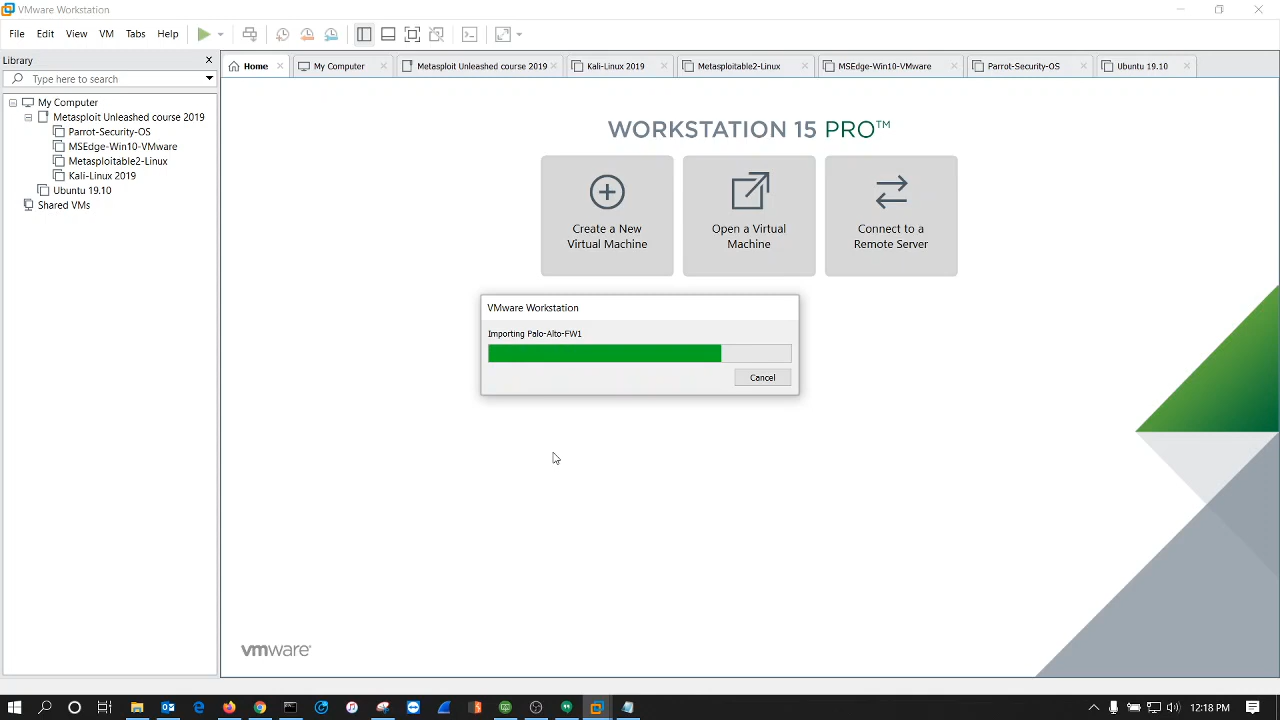 VMware Workstation
File Edit View VM Tabs Help
Library
Type here to search
Home
My Computer
Metasploit Unleashed course 2019
Kali-Linux 2019
Metasploitable2-Linux
MSEdge-Win10-VMware
Parrot-Security-OS
Ubuntu 19.10
My Computer
Metasploit Unleashed course 2019
Parrot-Security-OS
MSEdge-Win10-VMware
Metasploitable2-Linux
Kali-Linux 2019
Ubuntu 19.10
Shared VMs
WORKSTATION 15 PRO™
Create a New
Virtual Machine
Open a Virtual
Machine
Connect to a
Remote Server
VMware Workstation
Importing Palo-Alto-FW1
Cancel
vmware®
12:18 PM